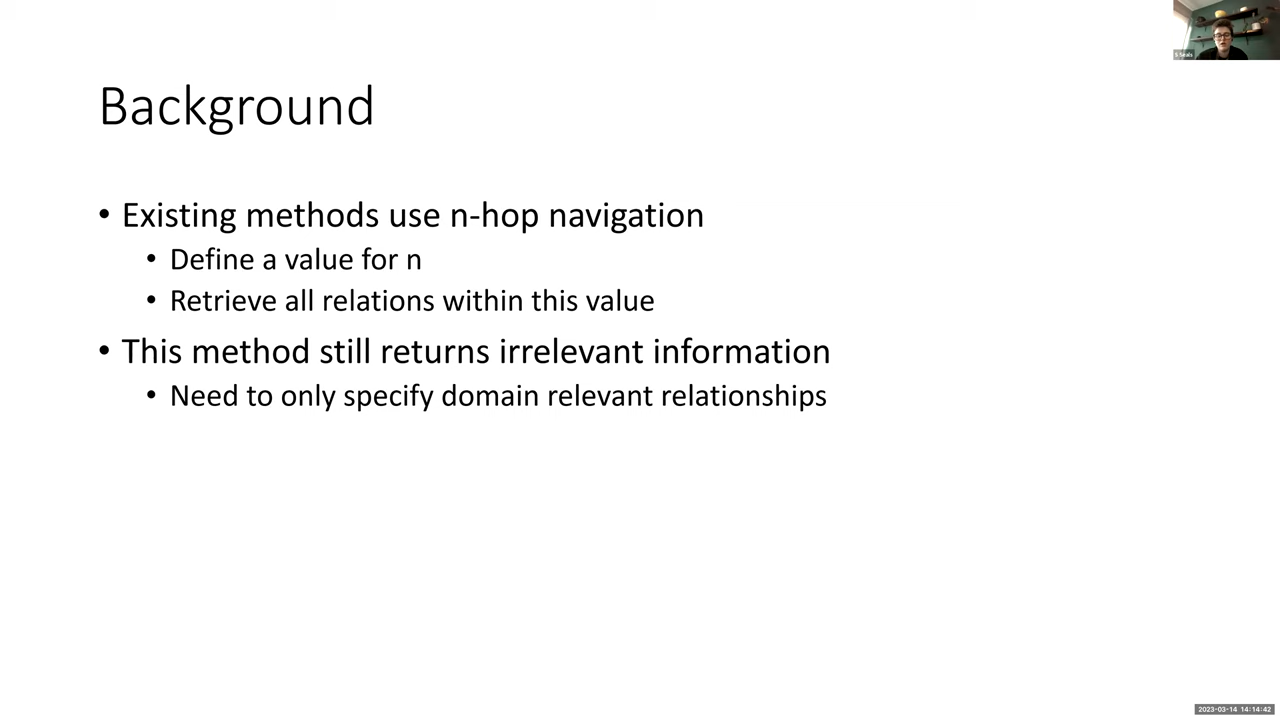 S Seals
Background
• Existing methods use n-hop navigation
• Define a value for n
• Retrieve all relations within this value
• This method still returns irrelevant information
• Need to only specify domain relevant relationships
2023-03-14 14:14:42